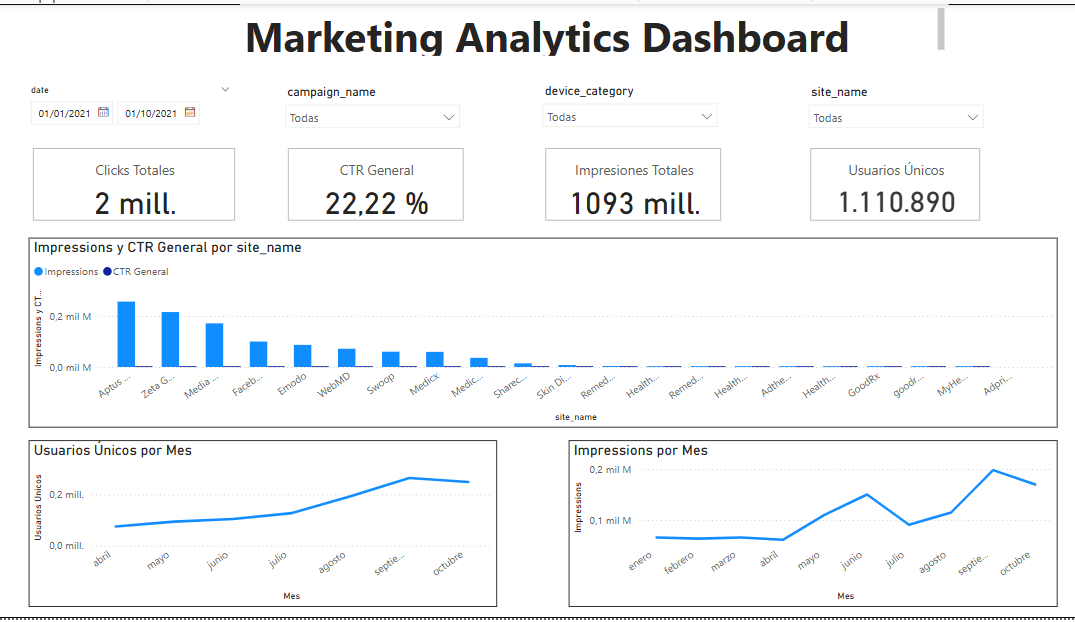 Marketing Analytics Dashboard
date
01/01/2021 01/10/2021
campaign_name
Todas
device_category
Todas
site_name
Todas
Clicks Totales
2 mill.
CTR General
22,22 %
Impresiones Totales
1093 mill.
Usuarios Únicos
1.110.890
Impressions y CTR General por site_name
Impressions CTR General
Impressions y CT...
0,2 mil M
0,0 mil M
Aptus ...
Zeta G...
Media ...
Faceb...
Emodo
WebMD
Swoop
Medicx
Medic...
Sharec...
Skin Di...
Remed...
Health...
Remed...
Health...
Adthe...
Health...
GoodRx
goodr...
MyHe...
Adpri...
site_name
Usuarios Únicos por Mes
Usuarios Únicos
0,2 mill.
0,0 mill.
abril
mayo
junio
julio
agosto
septie...
octubre
Mes
Impressions por Mes
Impressions
0,2 mil M
0,1 mil M
enero
febrero
marzo
abril
mayo
junio
julio
agosto
septie...
octubre
Mes